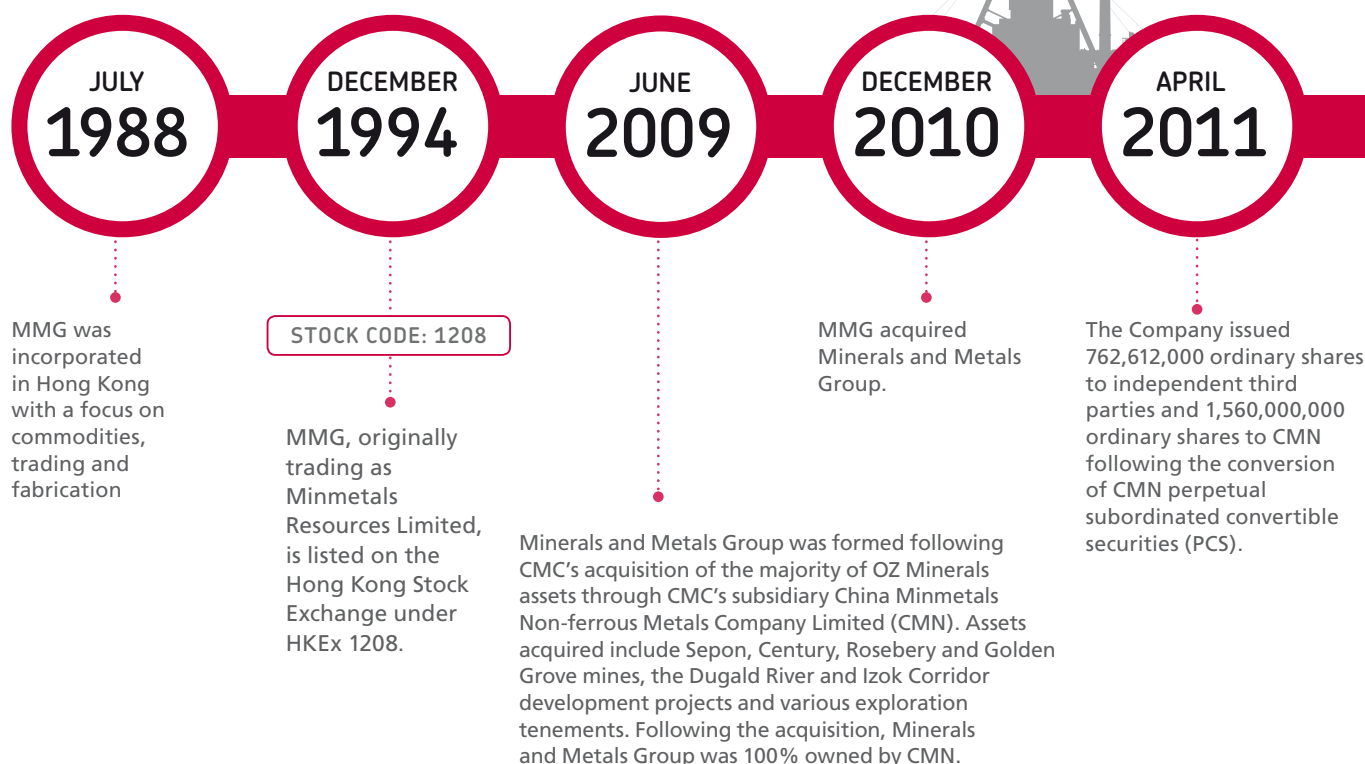 JULY
1988
MMG was
incorporated
in Hong Kong
with a focus on
commodities,
trading and
fabrication
DECEMBER
1994
STOCK CODE: 1208
MMG, originally
trading as
Minmetals
Resources Limited,
is listed on the
Hong Kong Stock
Exchange under
HKEx 1208.
JUNE
2009
Minerals and Metals Group was formed following
CMC’s acquisition of the majority of OZ Minerals
assets through CMC’s subsidiary China Minmetals
Non-ferrous Metals Company Limited (CMN). Assets
acquired include Sepon, Century, Rosebery and Golden
Grove mines, the Dugald River and Izok Corridor
development projects and various exploration
tenements. Following the acquisition, Minerals
and Metals Group was 100% owned by CMN.
DECEMBER
2010
MMG acquired
Minerals and Metals
Group.
APRIL
2011
The Company issued
762,612,000 ordinary shares
to independent third
parties and 1,560,000,000
ordinary shares to CMN
following the conversion
of CMN perpetual
subordinated convertible
securities (PCS).